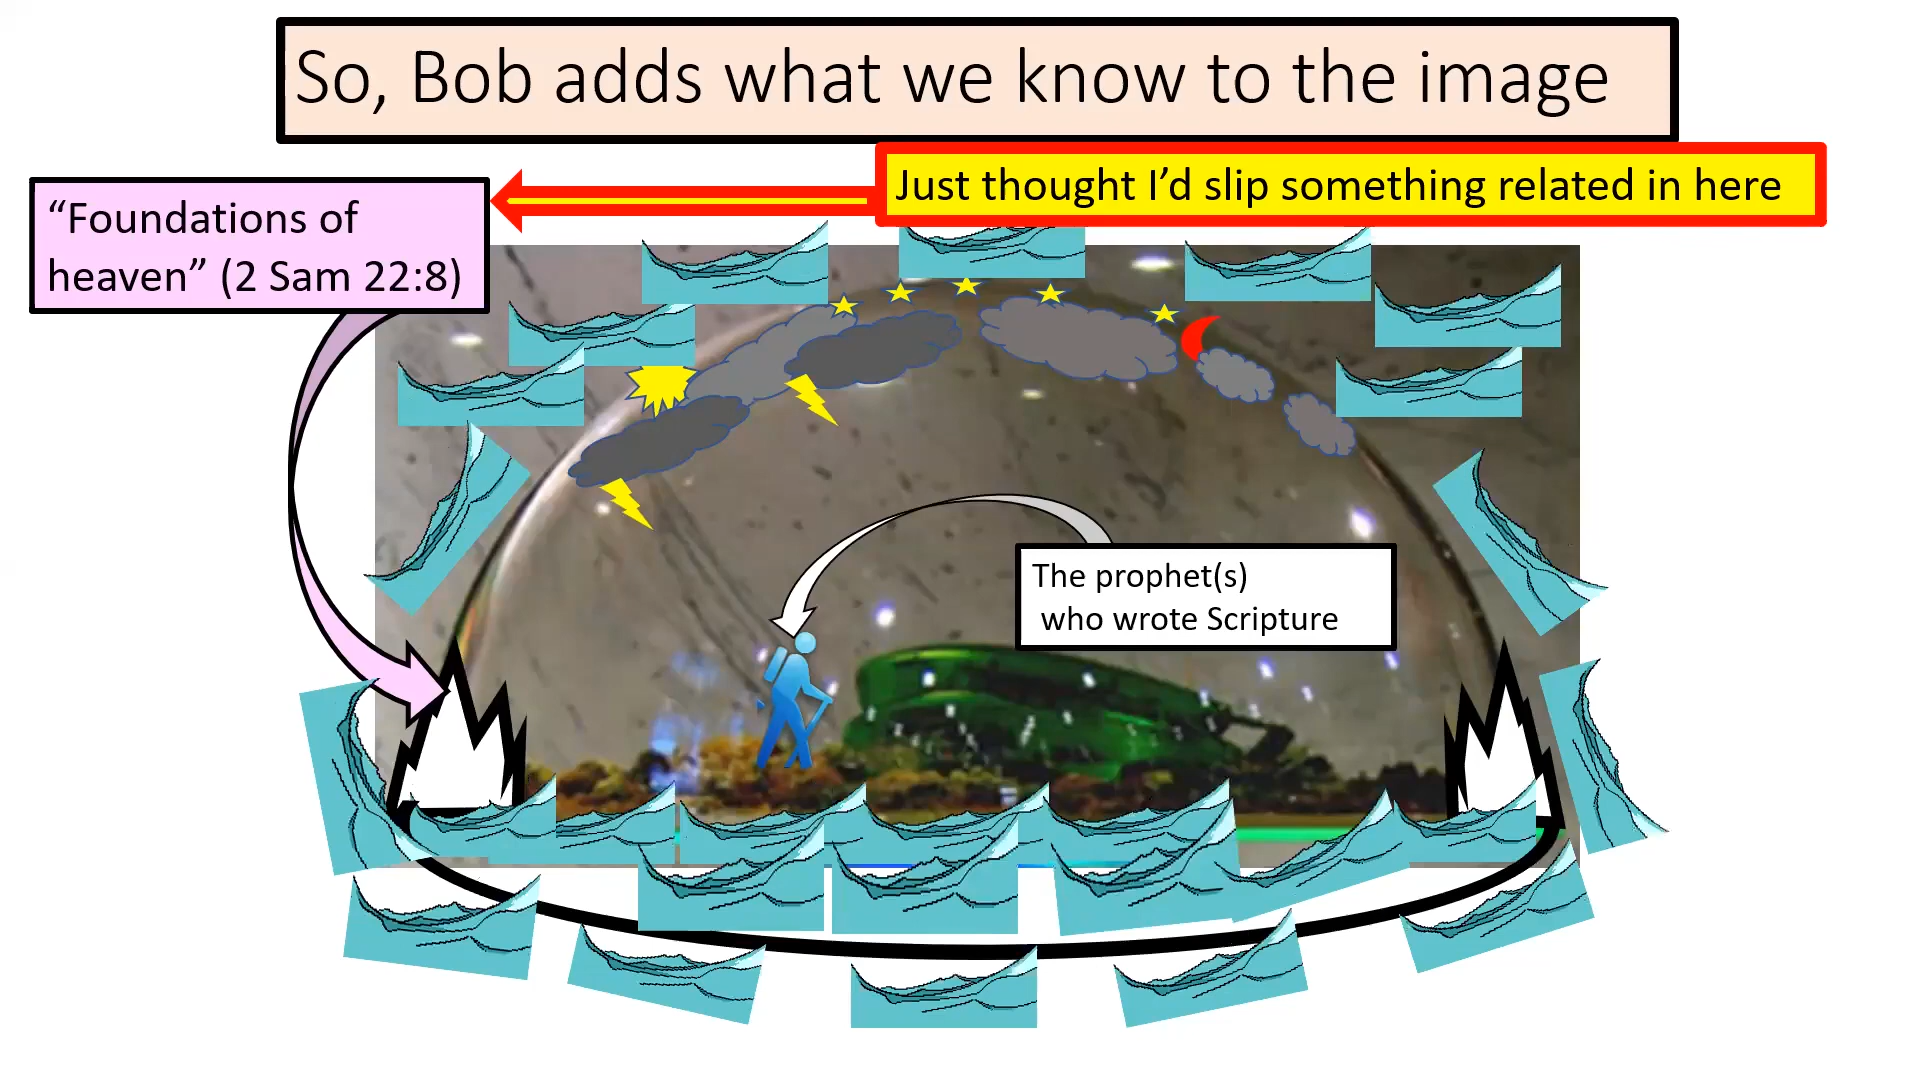 So, Bob adds what we know to the image
Just thought I’d slip something related in here
“Foundations of
heaven” (2 Sam 22:8)
The prophet(s)
who wrote Scripture